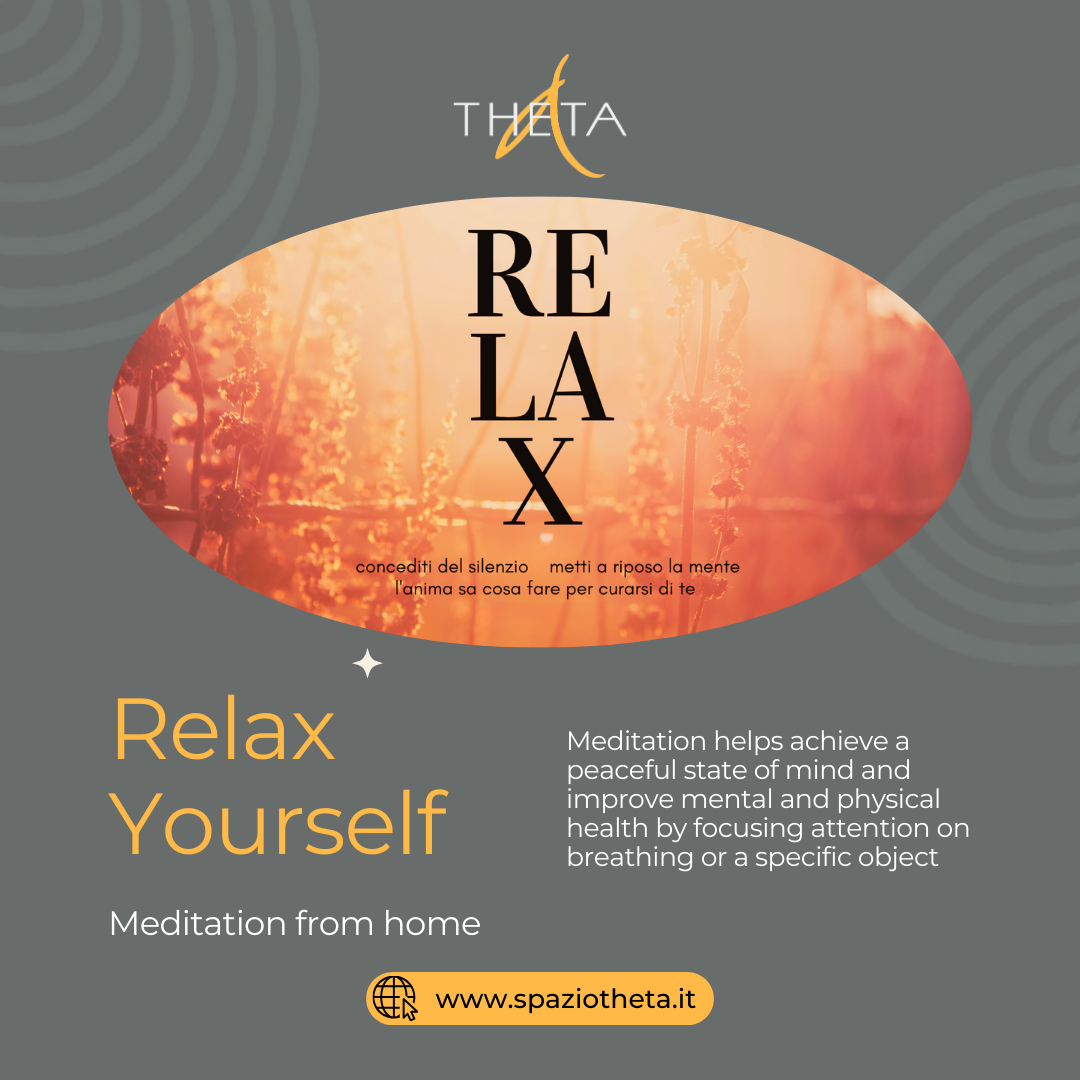 THETA
RE
LA
X
concediti del silenzio metti a riposo la mente
l'anima sa cosa fare per curarsi di te
Relax
Yourself
Meditation from home
Meditation helps achieve a
peaceful state of mind and
improve mental and physical
health by focusing attention on
breathing or a specific object
www.spaziotheta.it